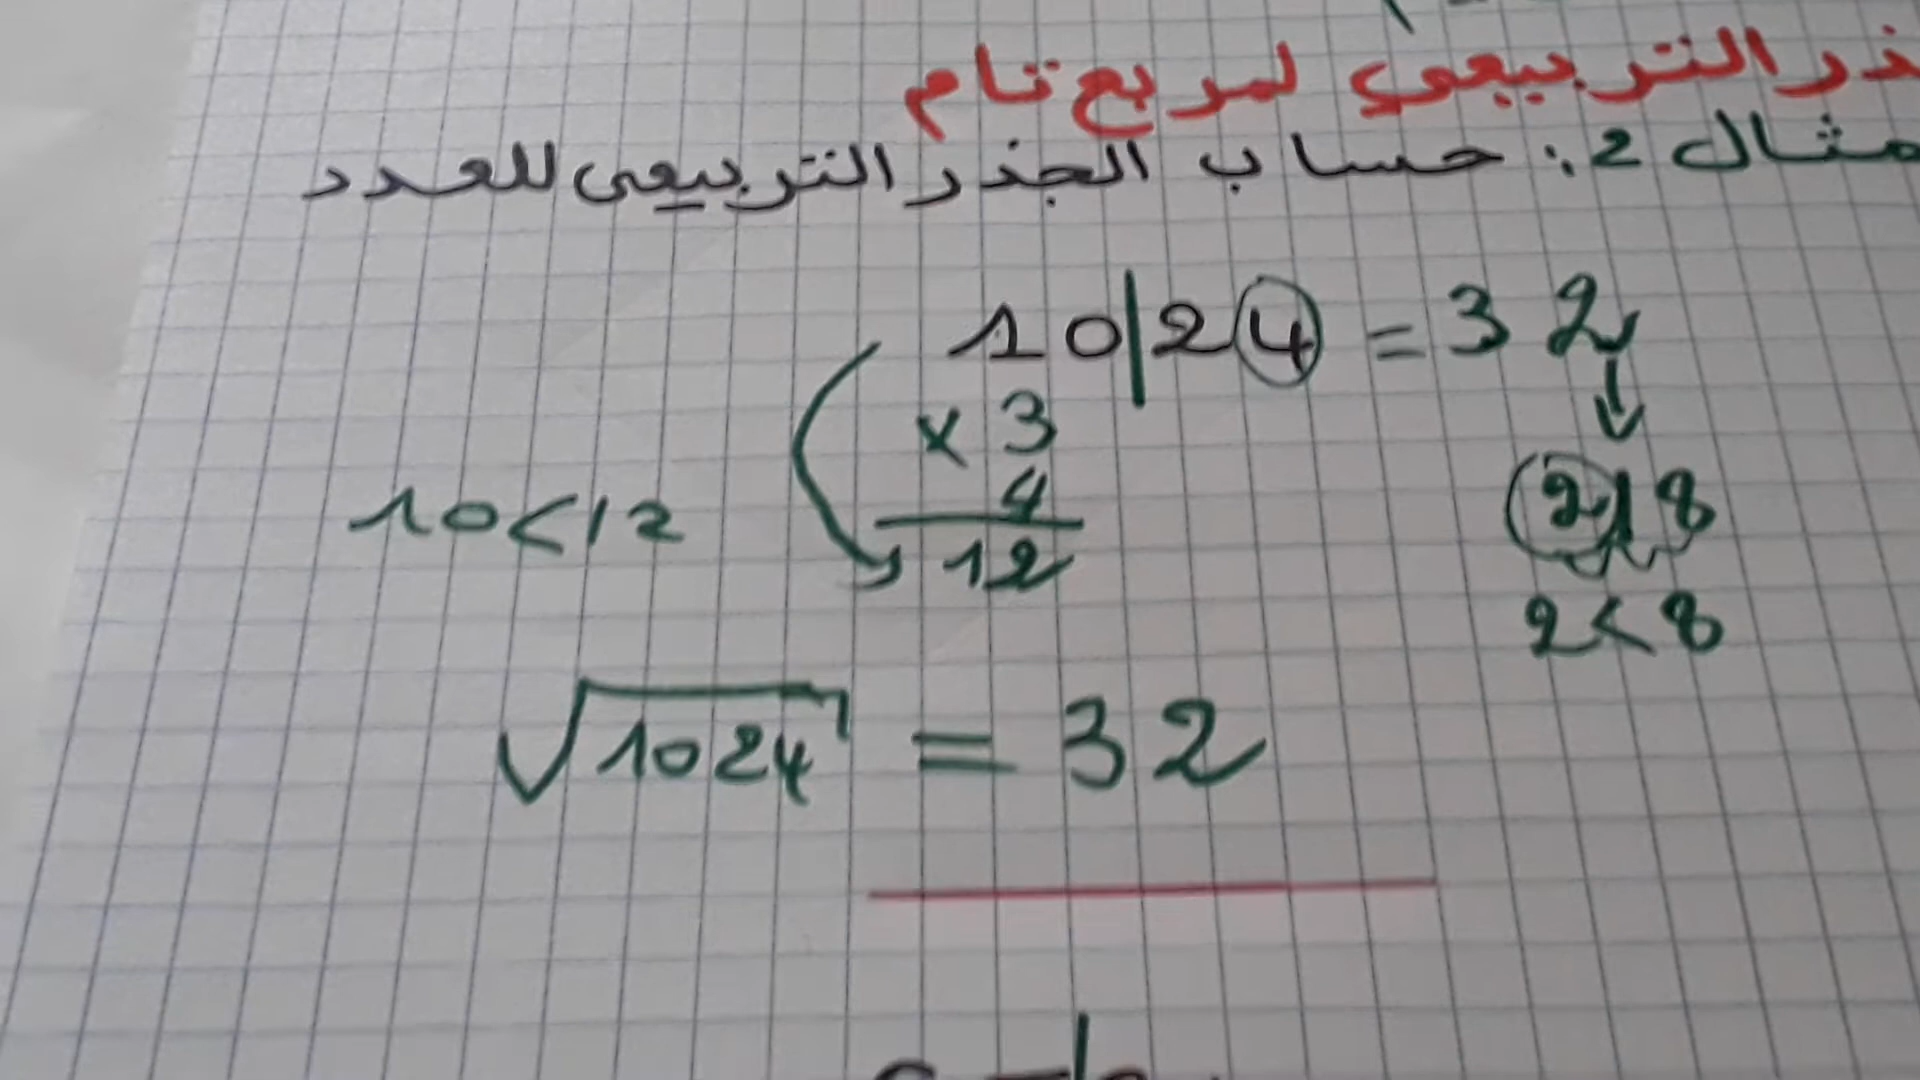 التربيعي لمربع تام
مثال 2: حساب الجذر التربيعي للعدد
10|24 = 32
× 3
4
12
10<12
2|8
2<8
√1024 = 32